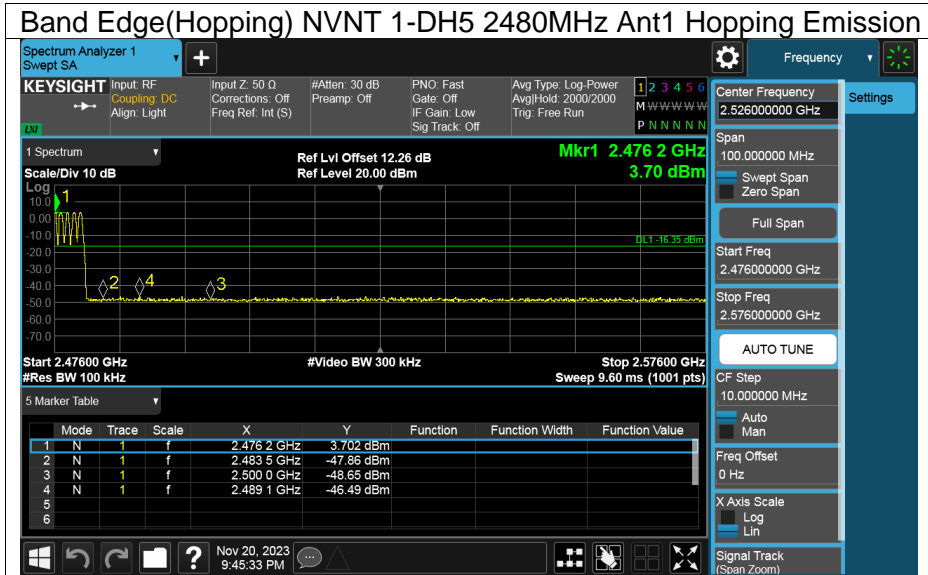 Band Edge(Hopping) NVNT 1-DH5 2480MHz Ant1 Hopping Emission
Spectrum Analyzer 1
Swept SA
+
Frequency
Settings
KEYSIGHT
Input: RF
Coupling: DC
Align: Light
Input Z: 50 Ω
Corrections: Off
Freq Ref: Int (S)
#Atten: 30 dB
Preamp: Off
PNO: Fast
Gate: Off
IF Gain: Low
Sig Track: Off
Avg Type: Log-Power
Avg|Hold: 2000/2000
Trig: Free Run
1 2 3 4 5 6
M W W W W W
P N N N N N
LXI
1 Spectrum
Scale/Div 10 dB
Ref Lvl Offset 12.26 dB
Ref Level 20.00 dBm
Mkr1 2.476 2 GHz
3.70 dBm
Log
10.0
0.00
-10.0
-20.0
-30.0
-40.0
-50.0
-60.0
-70.0
1
2
4
3
DL1 -16.35 dBm
Start 2.47600 GHz
#Res BW 100 kHz
#Video BW 300 kHz
Stop 2.57600 GHz
Sweep 9.60 ms (1001 pts)
5 Marker Table
Mode Trace Scale X Y Function Function Width Function Value
1 N 1 f 2.476 2 GHz 3.702 dBm
2 N 1 f 2.483 5 GHz -47.86 dBm
3 N 1 f 2.500 0 GHz -48.65 dBm
4 N 1 f 2.489 1 GHz -46.49 dBm
5
6
Center Frequency
2.526000000 GHz
Span
100.000000 MHz
Swept Span
Zero Span
Full Span
Start Freq
2.476000000 GHz
Stop Freq
2.576000000 GHz
AUTO TUNE
CF Step
10.000000 MHz
Auto
Man
Freq Offset
0 Hz
X Axis Scale
Log
Lin
Signal Track
(Span Zoom)
?
Nov 20, 2023
9:45:33 PM